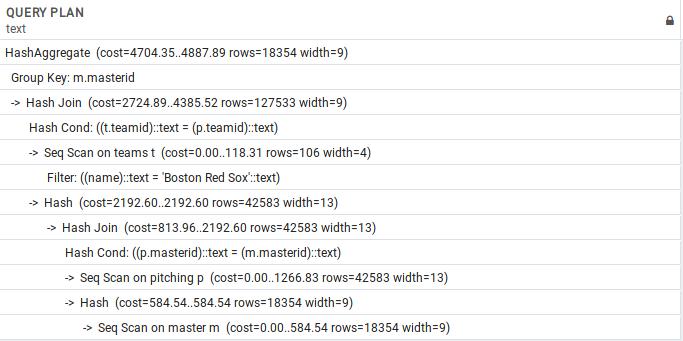 QUERY PLAN
text
HashAggregate (cost=4704.35..4887.89 rows=18354 width=9)
Group Key: m.masterid
-> Hash Join (cost=2724.89..4385.52 rows=127533 width=9)
Hash Cond: ((t.teamid)::text = (p.teamid)::text)
-> Seq Scan on teams t (cost=0.00..118.31 rows=106 width=4)
Filter: ((name)::text = 'Boston Red Sox'::text)
-> Hash (cost=2192.60..2192.60 rows=42583 width=13)
-> Hash Join (cost=813.96..2192.60 rows=42583 width=13)
Hash Cond: ((p.masterid)::text = (m.masterid)::text)
-> Seq Scan on pitching p (cost=0.00..1266.83 rows=42583 width=13)
-> Hash (cost=584.54..584.54 rows=18354 width=9)
-> Seq Scan on master m (cost=0.00..584.54 rows=18354 width=9)